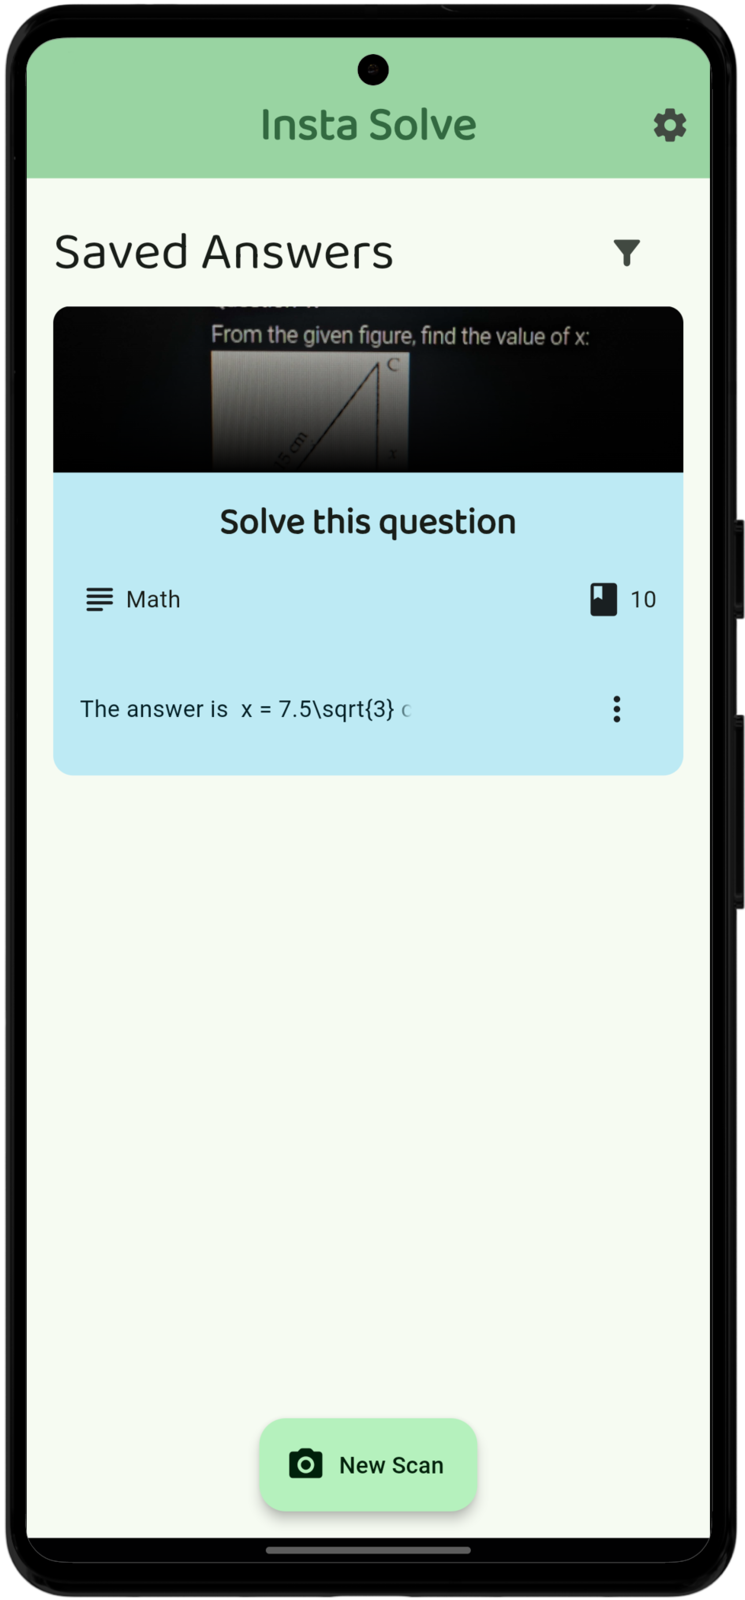 Insta Solve
Saved Answers
From the given figure, find the value of x:
C
5 cm
x
Solve this question
Math
10
The answer is x = 7.5\sqrt{3} c
New Scan